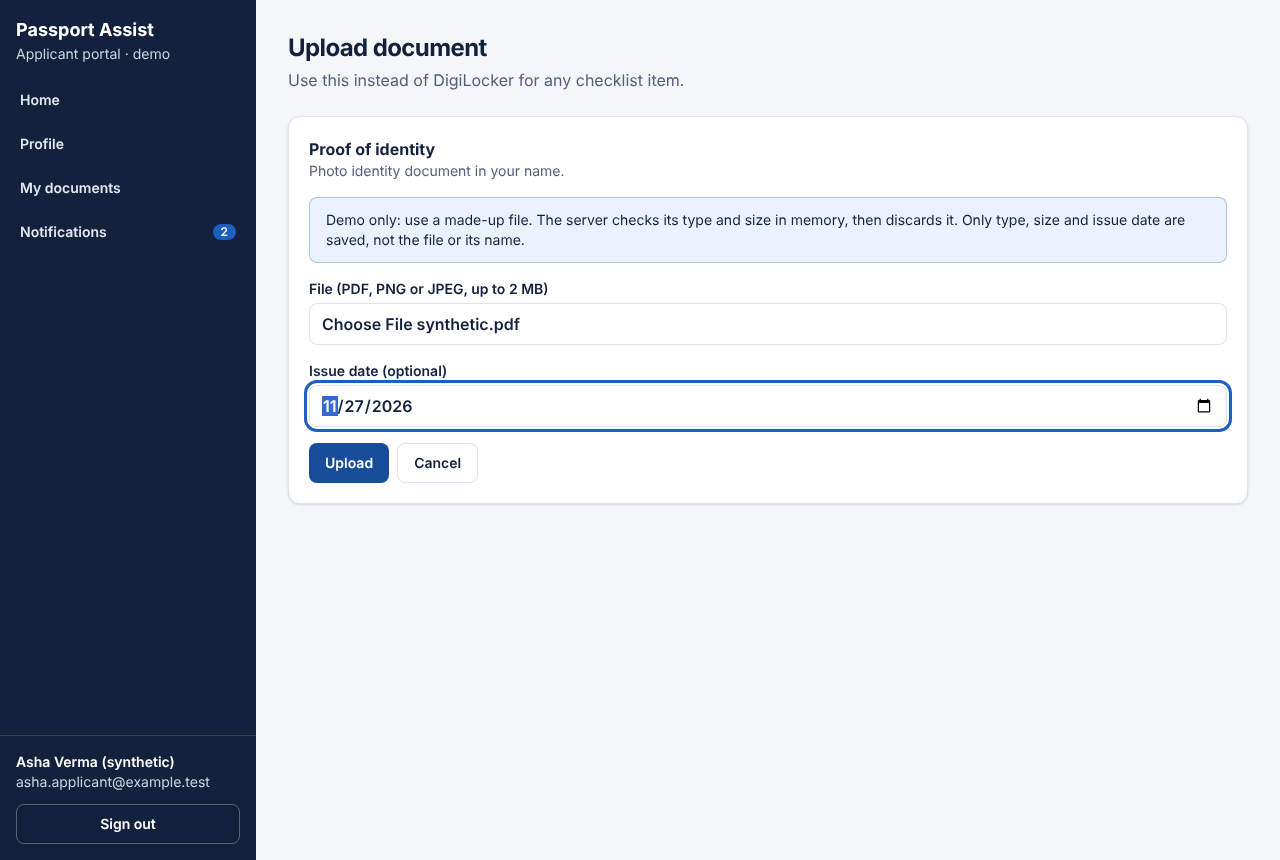 Passport Assist
Applicant portal · demo
Home
Profile
My documents
Notifications
2
Asha Verma (synthetic)
asha.applicant@example.test
Sign out
Upload document
Use this instead of DigiLocker for any checklist item.
Proof of identity
Photo identity document in your name.
Demo only: use a made-up file. The server checks its type and size in memory, then discards it. Only type, size and issue date are
saved, not the file or its name.
File (PDF, PNG or JPEG, up to 2 MB)
Choose File synthetic.pdf
Issue date (optional)
11/27/2026
Upload
Cancel